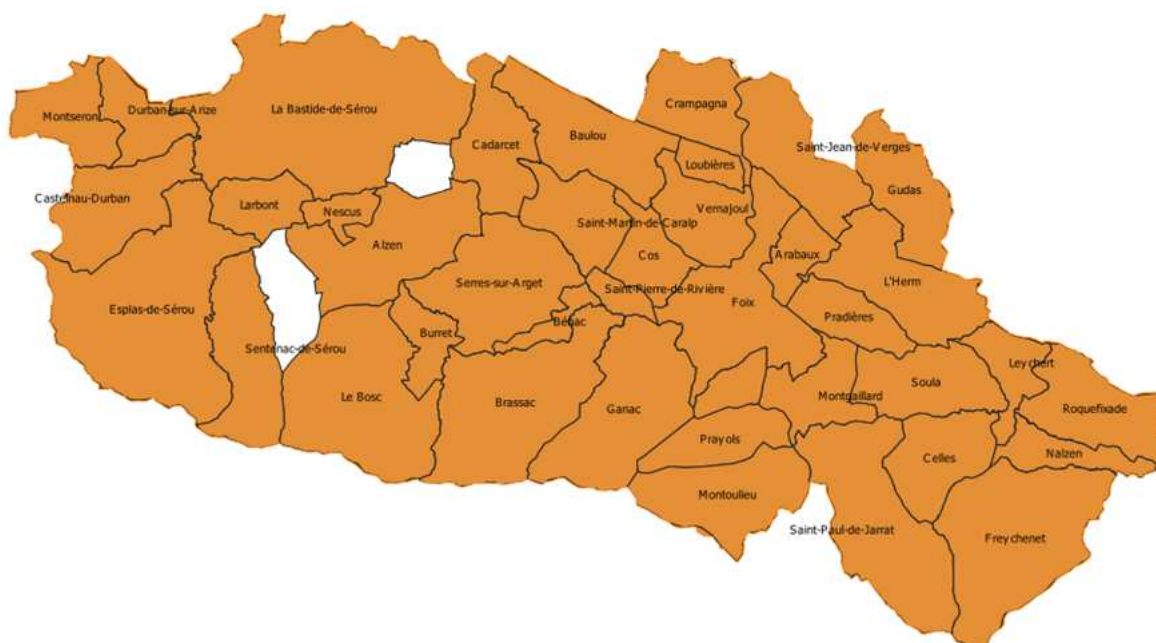 Crampagna
Durban-sur-Arize
La Bastide-de-Sérou
Montseron
Baulou
Cadarcet
Saint-Jean-de-Verges
Loubières
Gudas
Castelnau-Durban
Larbont
Nescus
Vernajoul
Saint-Martin-de-Caralp
Alzen
Cos
Arabaux
Serres-sur-Arget
Saint-Pierre-de-Rivière
L'Herm
Foix
Esplas-de-Sérou
Pradières
Bénac
Burret
Sentenac-de-Sérou
Leychert
Soula
Le Bosc
Montgaillard
Brassac
Ganac
Roquefixade
Prayols
Nalzen
Celles
Montoulieu
Saint-Paul-de-Jarrat
Freychenet